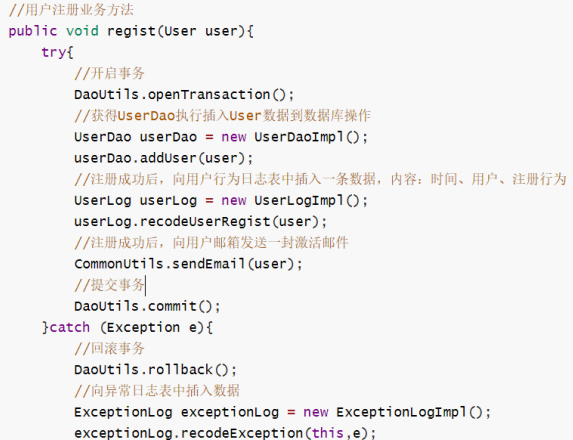 //用户注册业务方法
public void regist(User user){
try{
//开启事务
DaoUtils.openTransaction();
//获得UserDao执行插入User数据到数据库操作
UserDao userDao = new UserDaoImpl();
userDao.addUser(user);
//注册成功后，向用户行为日志表中插入一条数据，内容：时间、用户、注册行为
UserLog userLog = new UserLogImpl();
userLog.recodeUserRegist(user);
//注册成功后，向用户邮箱发送一封激活邮件
CommonUtils.sendEmail(user);
//提交事务
DaoUtils.commit();
}catch (Exception e){
//回滚事务
DaoUtils.rollback();
//向异常日志表中插入数据
ExceptionLog exceptionLog = new ExceptionLogImpl();
exceptionLog.recodeException(this,e);